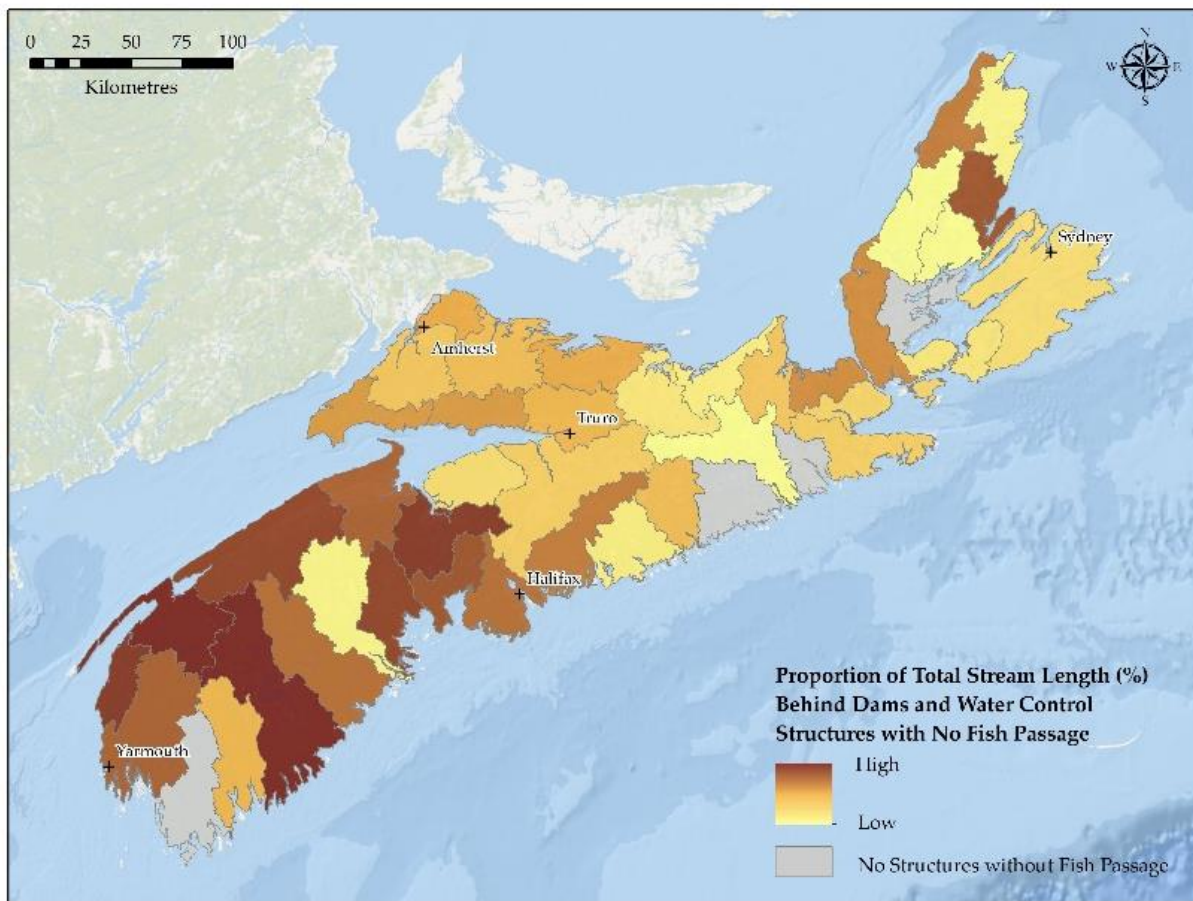 0 25 50 75 100
Kilometres
N
W E
S
Sydney
Amherst
Truro
Halifax
Yarmouth
Proportion of Total Stream Length (%)
Behind Dams and Water Control
Structures with No Fish Passage
High
Low
No Structures without Fish Passage